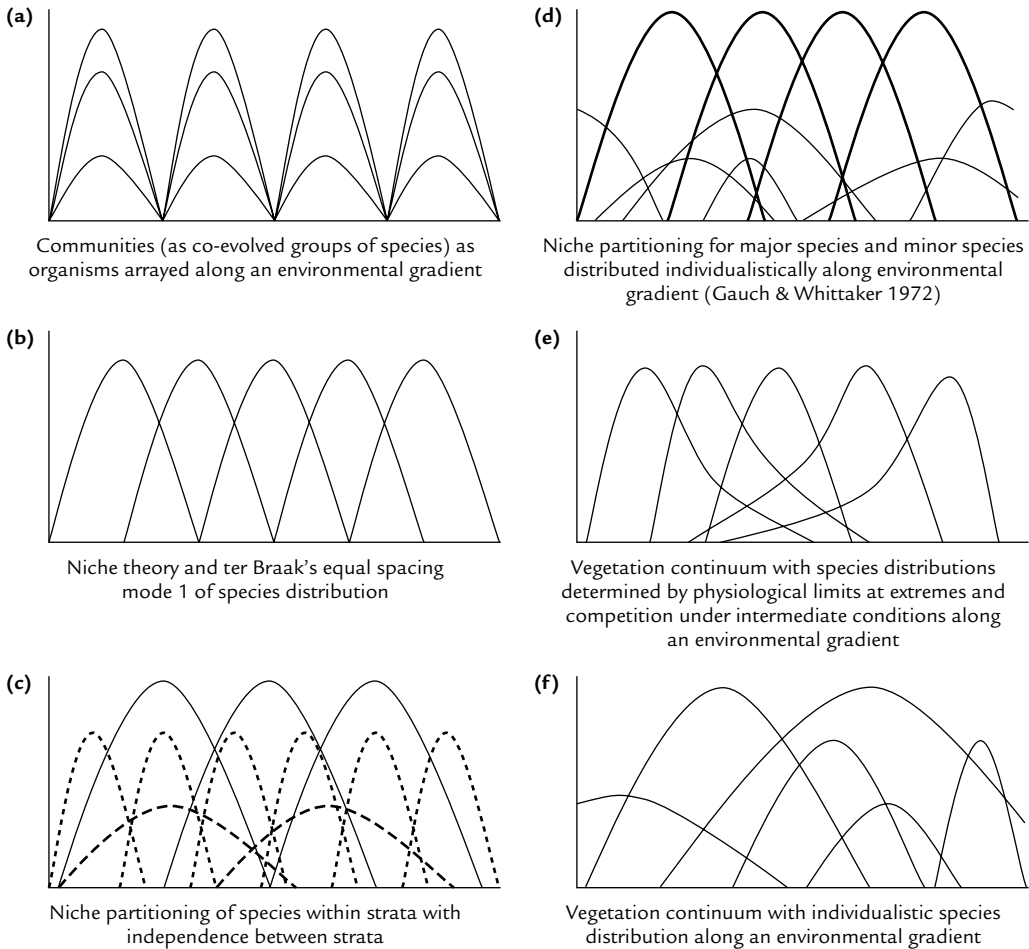 (a)
Communities (as co-evolved groups of species) as
organisms arrayed along an environmental gradient
(b)
Niche theory and ter Braak's equal spacing
mode 1 of species distribution
(c)
Niche partitioning of species within strata with
independence between strata
(d)
Niche partitioning for major species and minor species
distributed individualistically along environmental
gradient (Gauch & Whittaker 1972)
(e)
Vegetation continuum with species distributions
determined by physiological limits at extremes and
competition under intermediate conditions along
an environmental gradient
(f)
Vegetation continuum with individualistic species
distribution along an environmental gradient